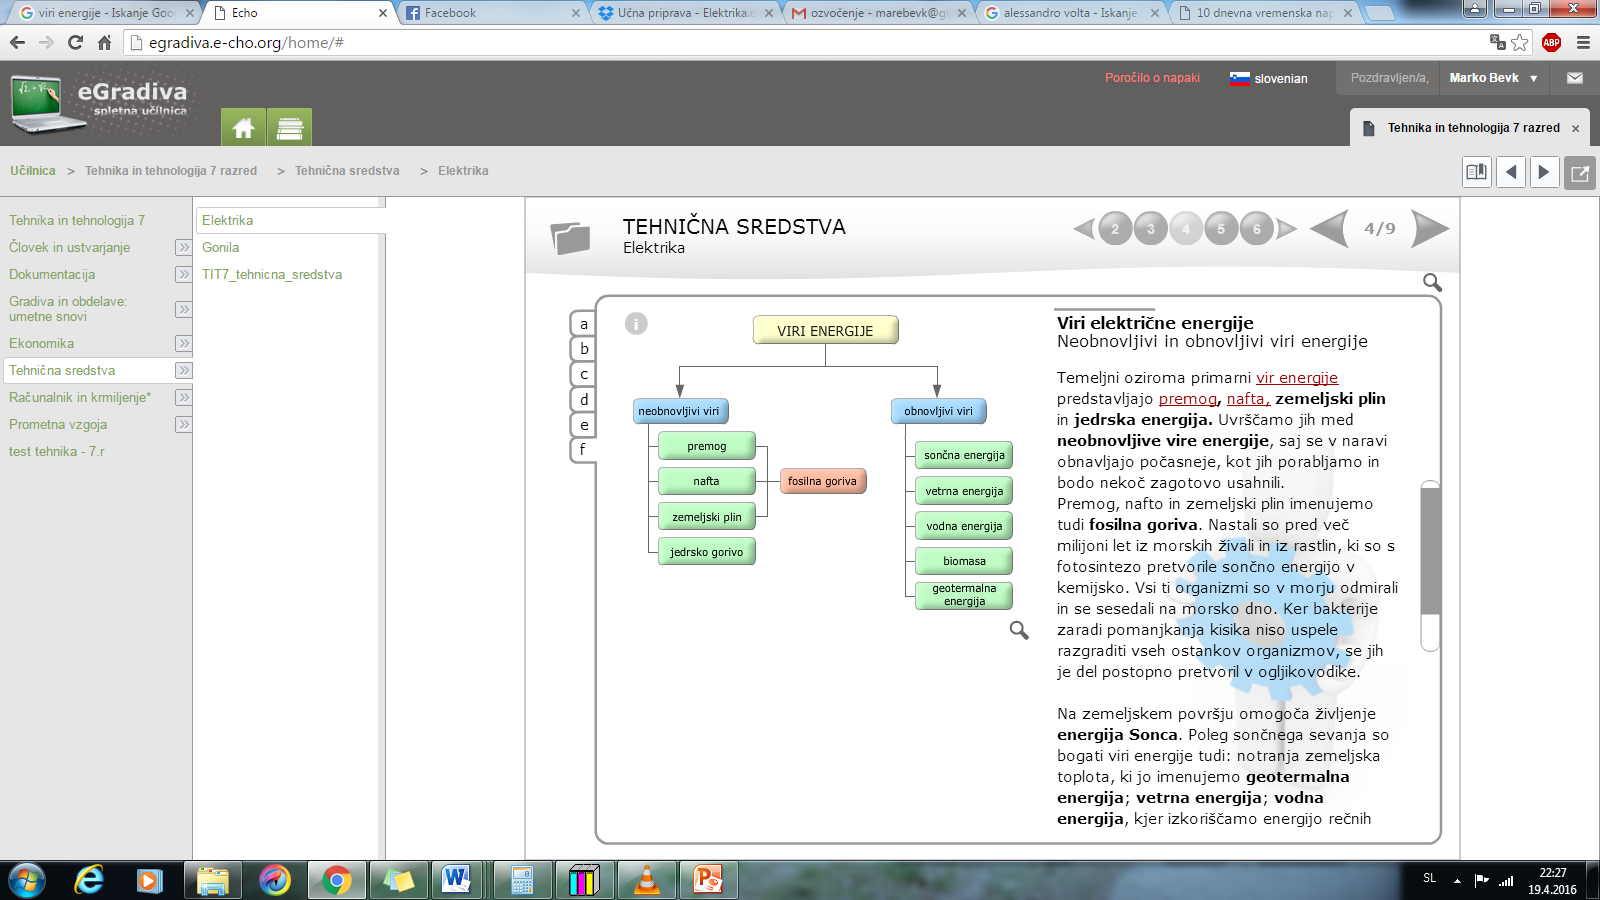 viri energije - Iskanje Goo
Echo
Facebook
Učna priprava - Elektrika.d
ozvočenje - marebevk@g
alessandro volta - Iskanje
10 dnevna vremenska nap
egradiva.e-cho.org/home/#
ABP
eGradiva
spletna učilnica
Poročilo o napaki
slovenian
Pozdravljen/a,
Marko Bevk
Tehnika in tehnologija 7 razred
Učilnica > Tehnika in tehnologija 7 razred > Tehnična sredstva > Elektrika
Tehnika in tehnologija 7
Človek in ustvarjanje
Dokumentacija
Gradiva in obdelave:
umetne snovi
Ekonomika
Tehnična sredstva
Računalnik in krmiljenje*
Prometna vzgoja
test tehnika - 7.r
Elektrika
Gonila
TIT7_tehnicna_sredstva
TEHNIČNA SREDSTVA
Elektrika
2 3 4 5 6
4/9
a
b
c
d
e
f
i
VIRI ENERGIJE
neobnovljivi viri
premog
nafta
zemeljski plin
jedrsko gorivo
fosilna goriva
obnovljivi viri
sončna energija
vetrna energija
vodna energija
biomasa
geotermalna
energija
Viri električne energije
Neobnovljivi in obnovljivi viri energije
Temeljni oziroma primarni vir energije
predstavljajo premog, nafta, zemeljski plin
in jedrska energija. Uvrščamo jih med
neobnovljive vire energije, saj se v naravi
obnavljajo počasneje, kot jih porabljamo in
bodo nekoč zagotovo usahnili.
Premog, nafto in zemeljski plin imenujemo
tudi fosilna goriva. Nastali so pred več
milijoni let iz morskih živali in iz rastlin, ki so s
fotosintezo pretvorile sončno energijo v
kemijsko. Vsi ti organizmi so v morju odmirali
in se sesedali na morsko dno. Ker bakterije
zaradi pomanjkanja kisika niso uspele
razgraditi vseh ostankov organizmov, se jih
je del postopno pretvoril v ogljikovodike.
Na zemeljskem površju omogoča življenje
energija Sonca. Poleg sončnega sevanja so
bogati viri energije tudi: notranja zemeljska
toplota, ki jo imenujemo geotermalna
energija; vetrna energija; vodna
energija, kjer izkoriščamo energijo rečnih
SL
22:27
19.4.2016